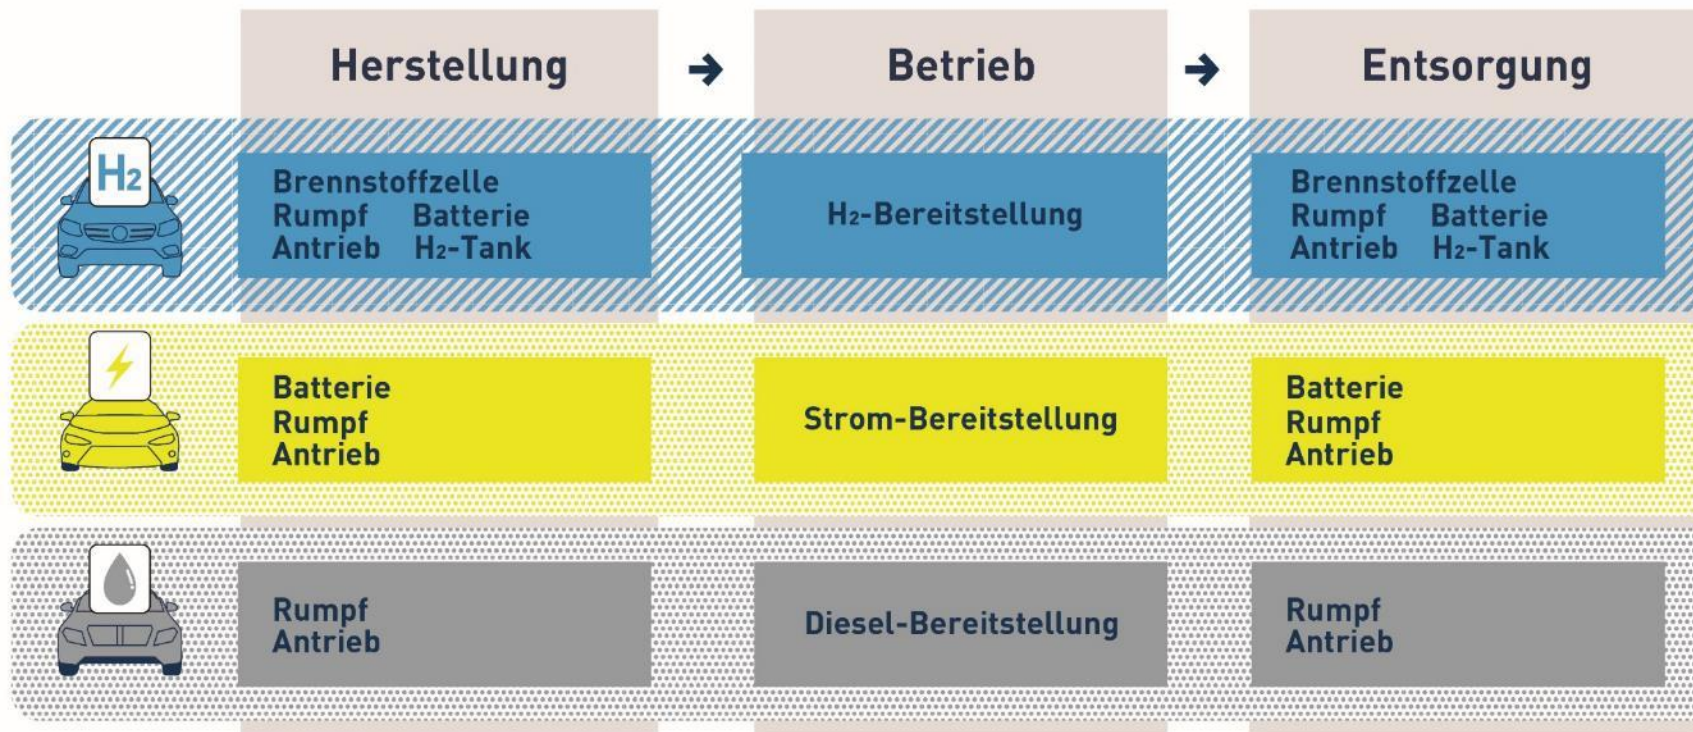 Herstellung → Betrieb → Entsorgung
H₂
Brennstoffzelle
Rumpf Batterie
Antrieb H₂-Tank
H₂-Bereitstellung
Brennstoffzelle
Rumpf Batterie
Antrieb H₂-Tank
Batterie
Rumpf
Antrieb
Strom-Bereitstellung
Batterie
Rumpf
Antrieb
Rumpf
Antrieb
Diesel-Bereitstellung
Rumpf
Antrieb